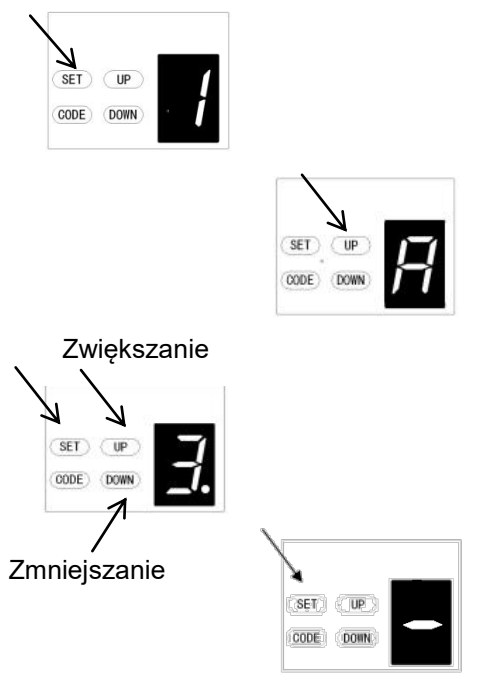 SET UP
CODE DOWN
1
SET UP
CODE DOWN
A
Zwiększanie
SET UP
CODE DOWN
3.
Zmniejszanie
SET UP
CODE DOWN
-